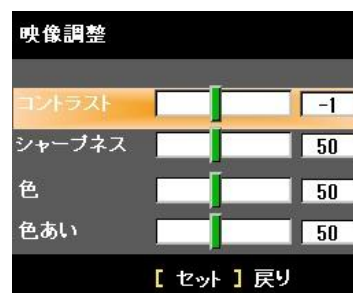 映像調整
コントラスト -1
シャープネス 50
色 50
色あい 50
[ セット ] 戻り